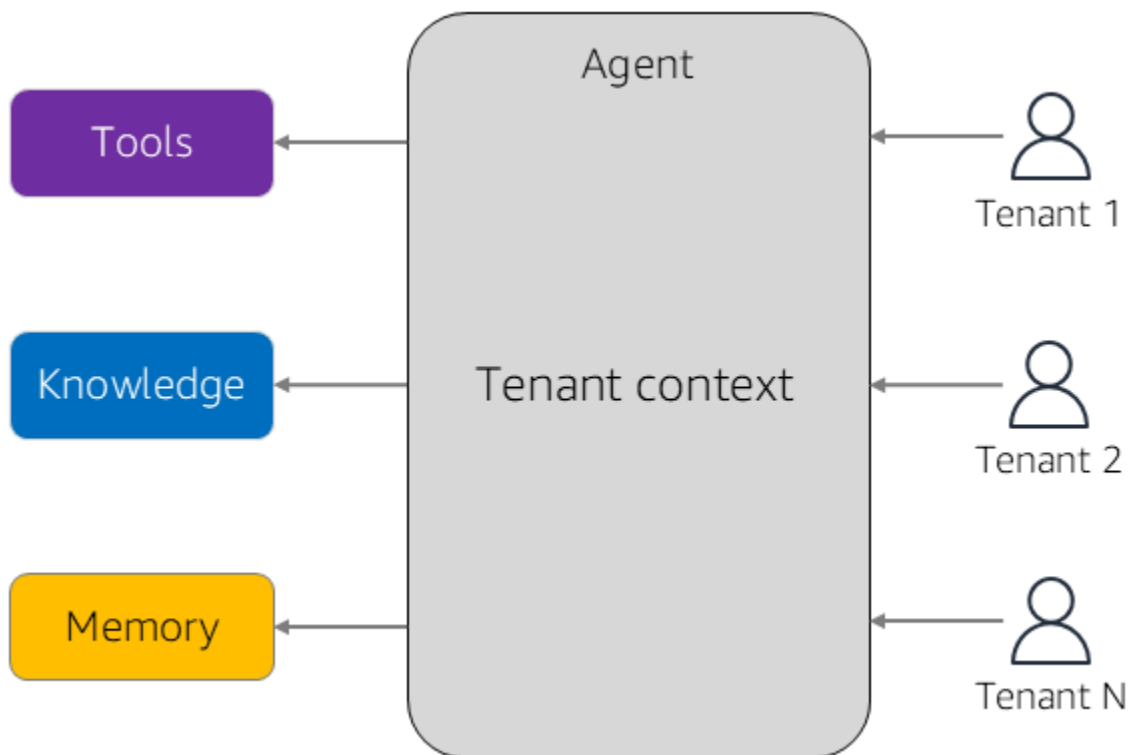 Agent
Tools
Tenant 1
Knowledge
Tenant context
Tenant 2
Memory
Tenant N